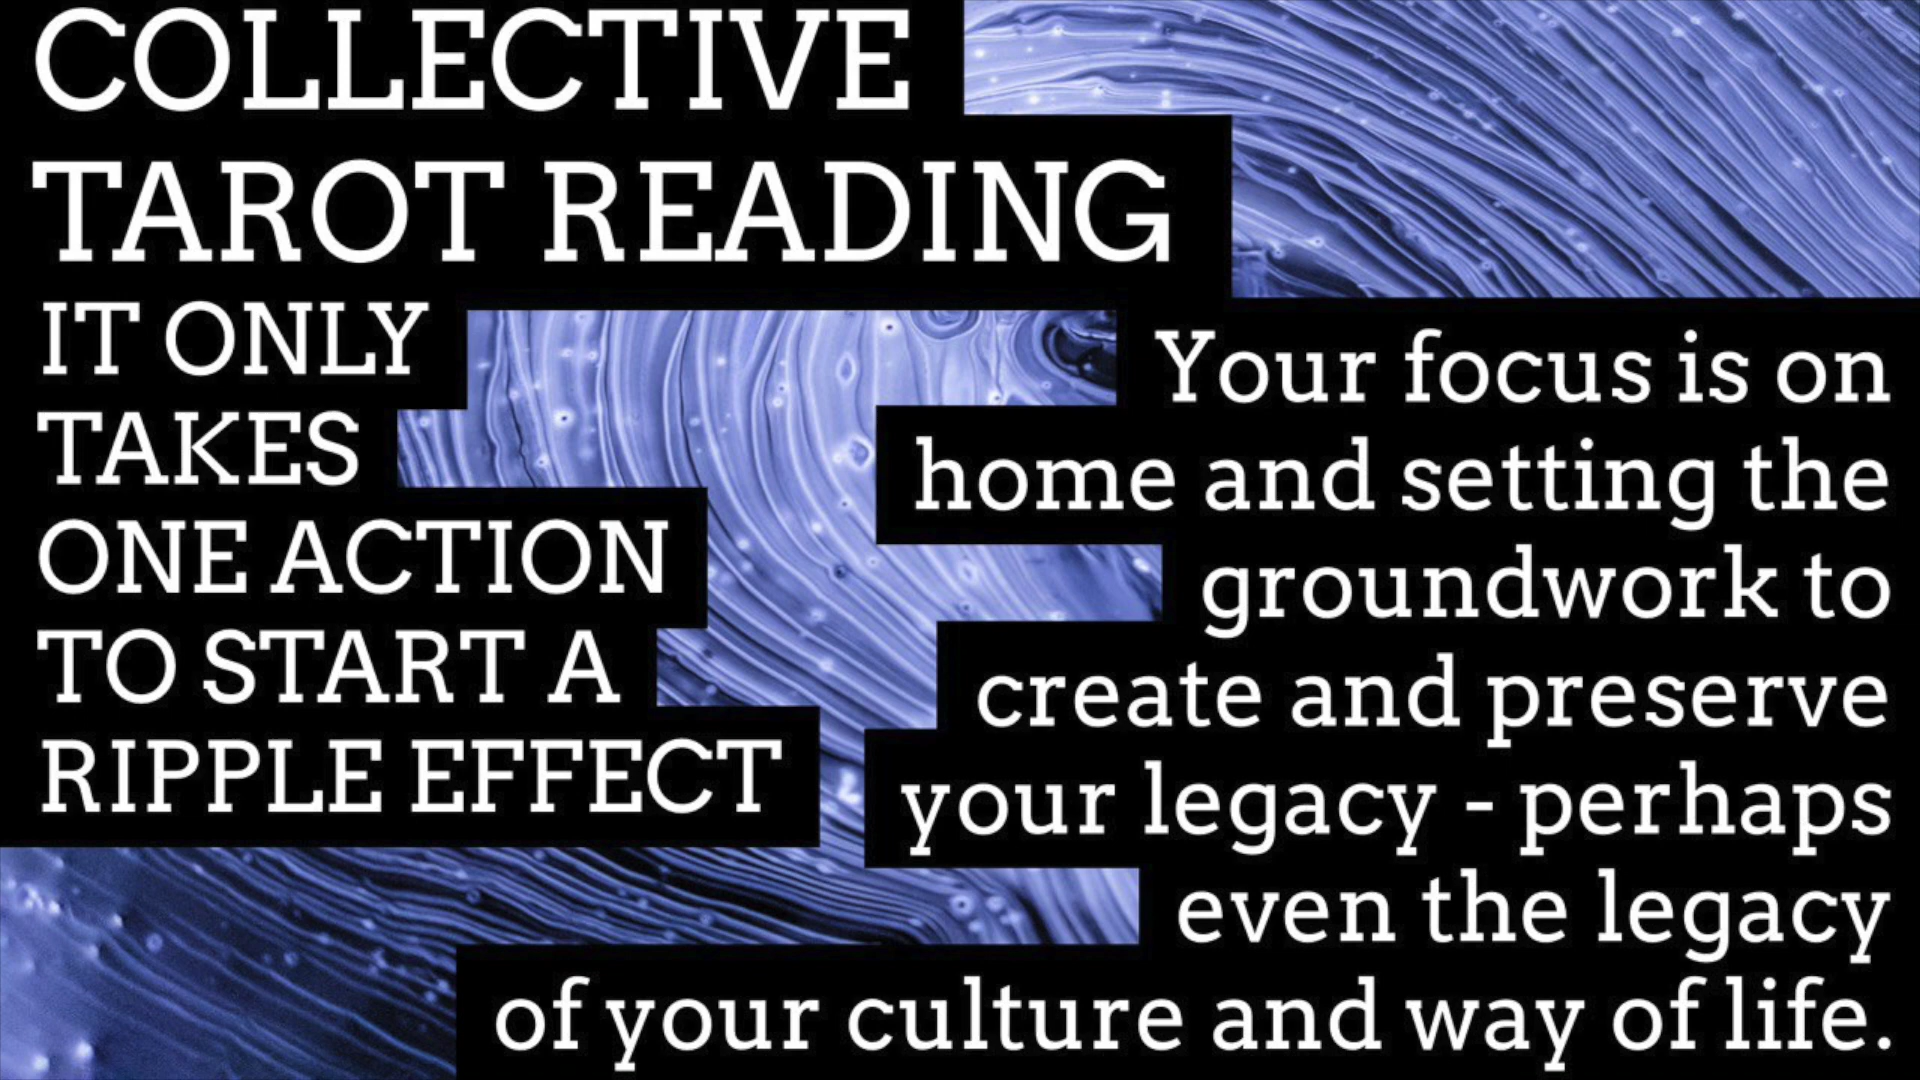 COLLECTIVE
TAROT READING
IT ONLY
TAKES
ONE ACTION
TO START A
RIPPLE EFFECT
Your focus is on
home and setting the
groundwork to
create and preserve
your legacy - perhaps
even the legacy
of your culture and way of life.